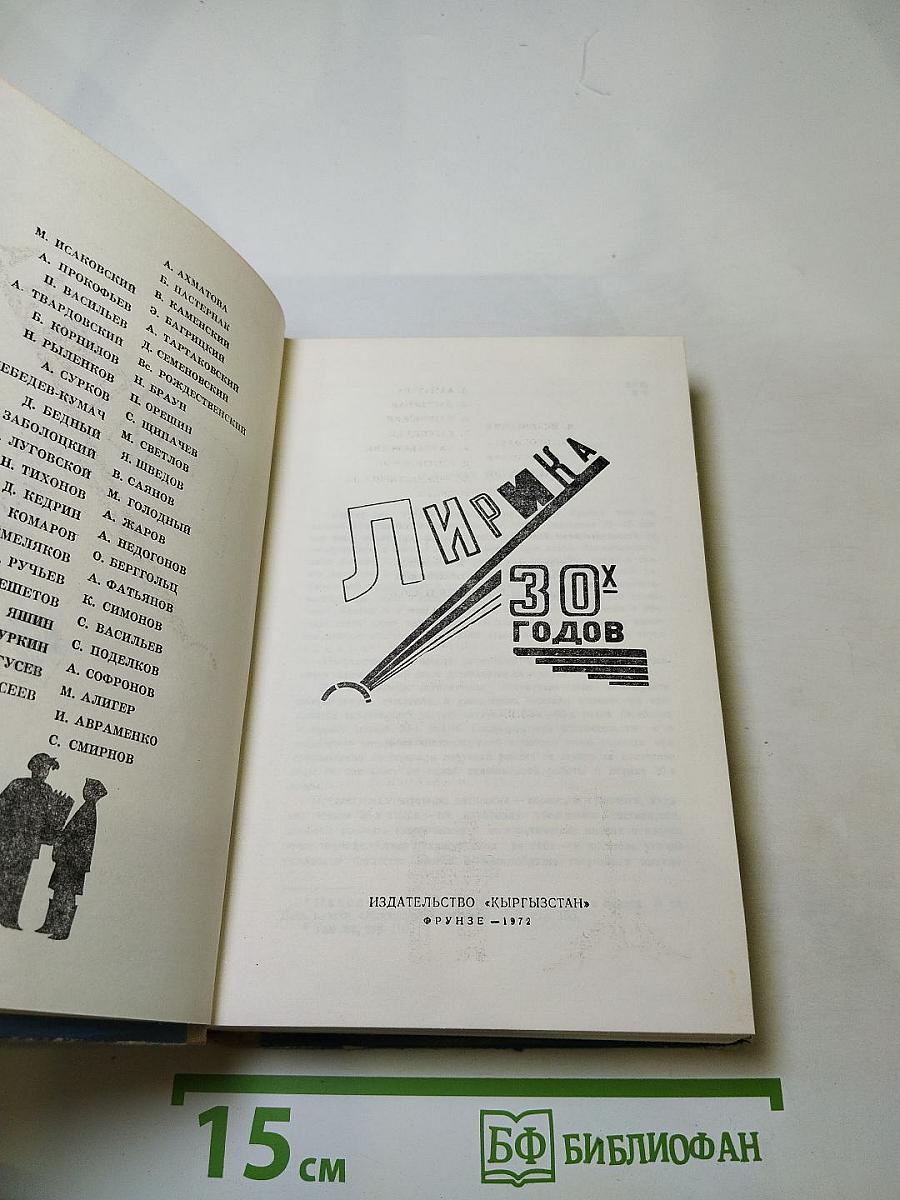 М. ИСАКОВСКИЙ
А. ПРОКОФЬЕВ
П. ВАСИЛЬЕВ
А. ТВАРДОВСКИЙ
Б. КОРНИЛОВ
Н. РЫЛЕНКОВ
А. СУРКОВ
ЛЕБЕДЕВ-КУМАЧ
Д. БЕДНЫЙ
ЗАБОЛОЦКИЙ
ЛУГОВСКОЙ
Н. ТИХОНОВ
Д. КЕДРИН
КОМАРОВ
РУЧЬЕВ
ЯШИН
А. АХМАТОВА
Б. ПАСТЕРНАК
В. КАМЕНСКИЙ
Э. БАГРИЦКИЙ
А. ТАРТАКОВСКИЙ
Д. СЕМЕНОВСКИЙ
Вс. РОЖДЕСТВЕНСКИЙ
Н. БРАУН
П. ОРЕШИН
С. ЩИПАЧЕВ
М. СВЕТЛОВ
Я. ШВЕДОВ
В. САЯНОВ
М. ГОЛОДНЫЙ
А. ЖАРОВ
А. НЕДОГОНОВ
О. БЕРГГОЛЬЦ
А. ФАТЬЯНОВ
К. СИМОНОВ
С. ВАСИЛЬЕВ
С. ПОДЕЛКОВ
А. СОФРОНОВ
М. АЛИГЕР
И. АВРАМЕНКО
С. СМИРНОВ
ЛИРИКА
30Х
ГОДОВ
ИЗДАТЕЛЬСТВО «КЫРГЫЗСТАН»
ФРУНЗЕ — 1972
15 СМ
БФ БИБЛИОФАН